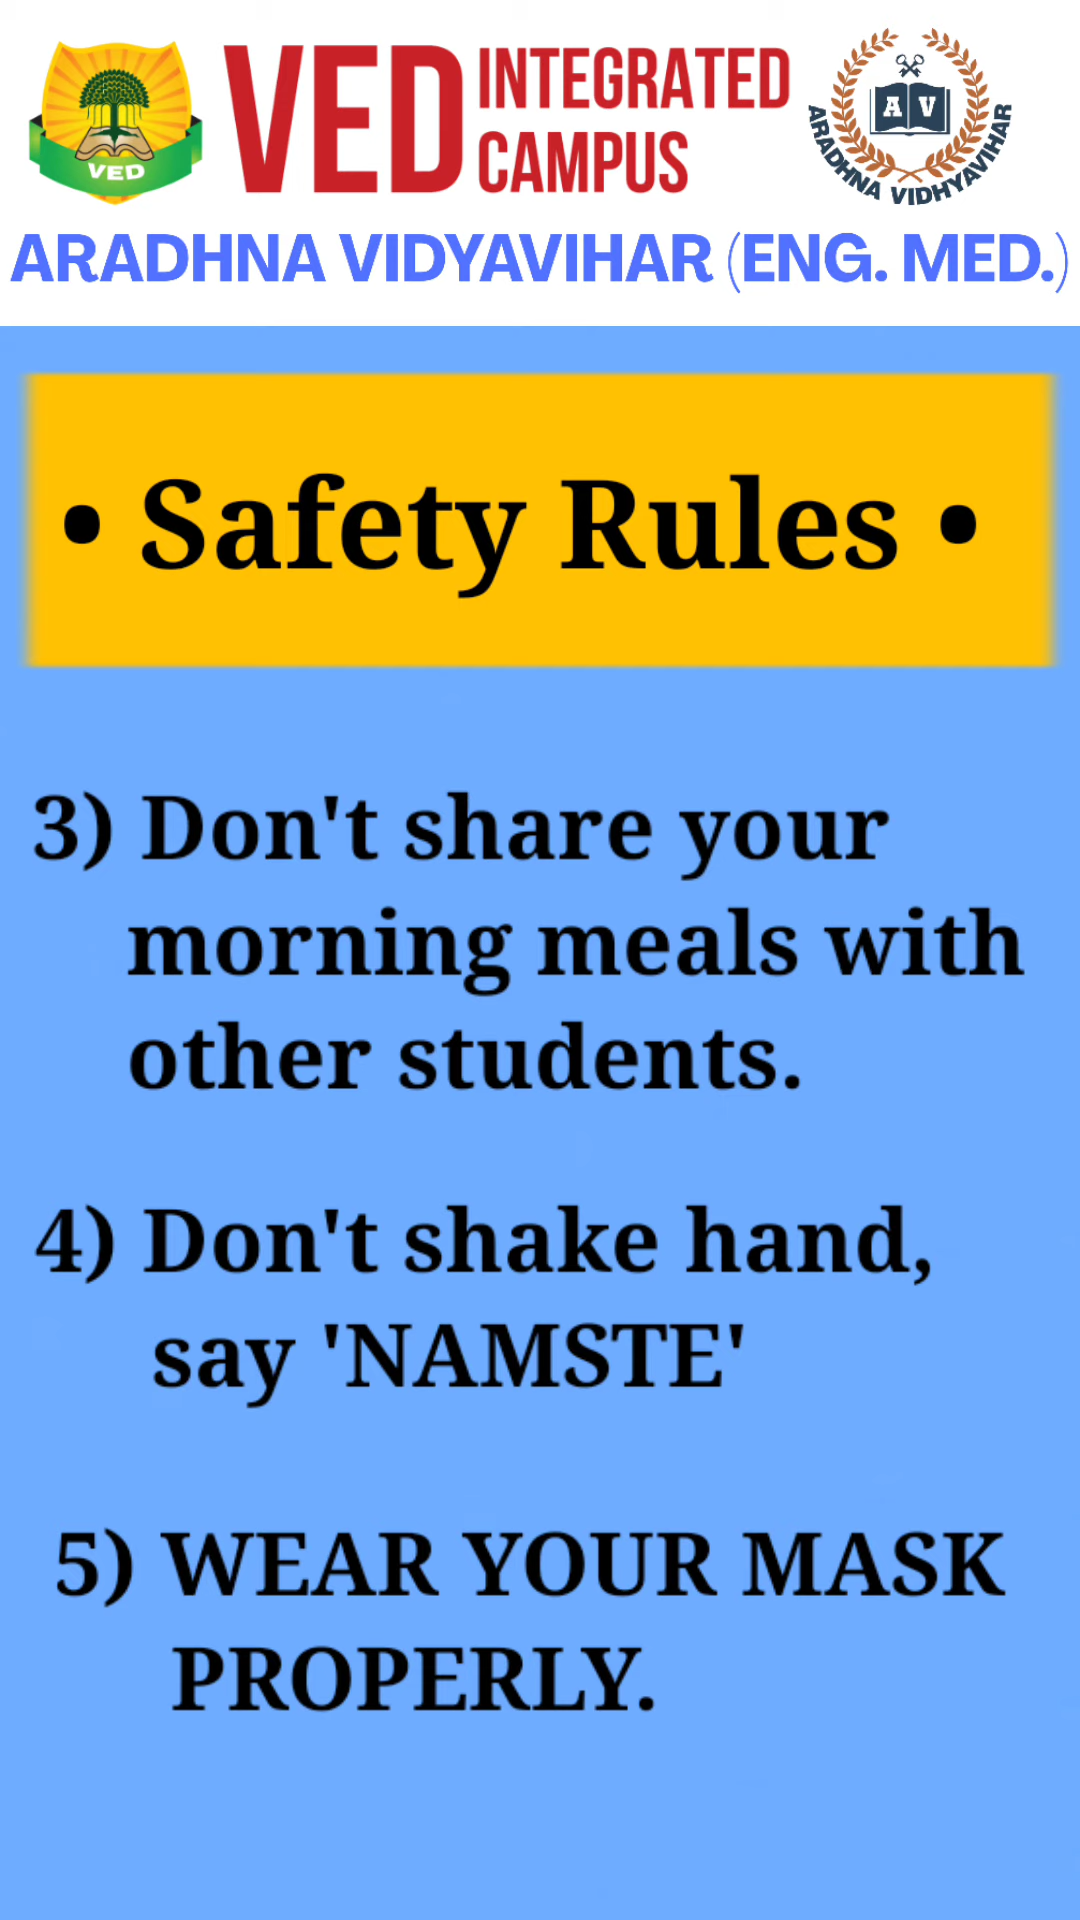 VED
VED INTEGRATED CAMPUS
A V
ARADHNA VIDHYAVIHAR
ARADHNA VIDYAVIHAR (ENG. MED.)
• Safety Rules •
3) Don't share your
morning meals with
other students.
4) Don't shake hand,
say 'NAMSTE'
5) WEAR YOUR MASK
PROPERLY.